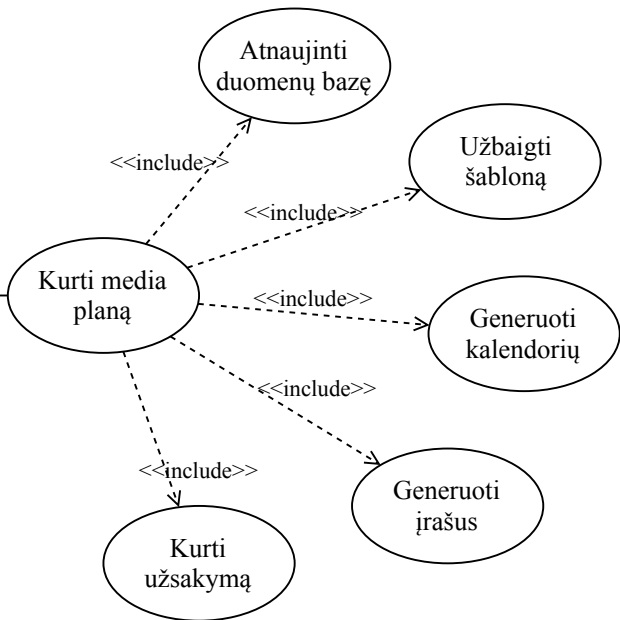 Atnaujinti
duomenų bazę
<<include>>
Užbaigti
šabloną
<<include>>
Kurti media
planą
<<include>>
Generuoti
kalendorių
<<include>>
Generuoti
įrašus
<<include>>
Kurti
užsakymą